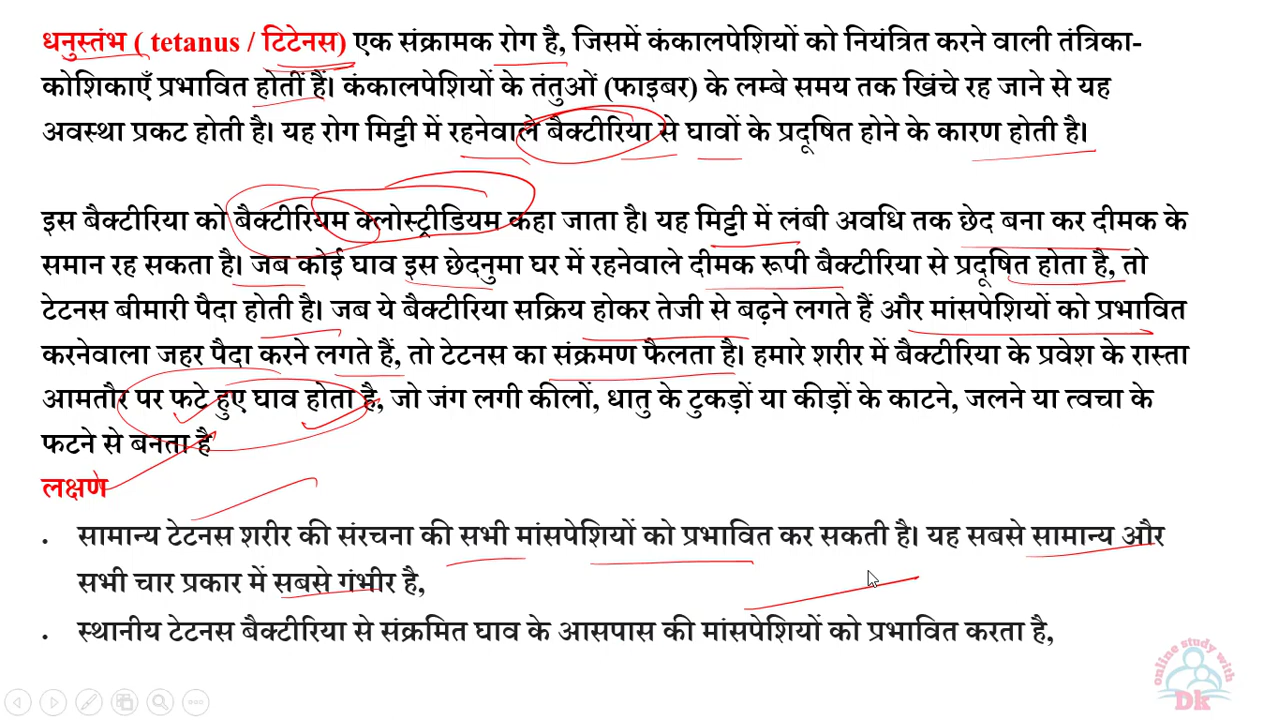 धनुस्तंभ ( tetanus / टिटेनस) एक संक्रामक रोग है, जिसमें कंकालपेशियों को नियंत्रित करने वाली तंत्रिका-
कोशिकाएँ प्रभावित होतीं हैं। कंकालपेशियों के तंतुओं (फाइबर) के लम्बे समय तक खिंचे रह जाने से यह
अवस्था प्रकट होती है। यह रोग मिट्टी में रहनेवाले बैक्टीरिया से घावों के प्रदूषित होने के कारण होती है।
इस बैक्टीरिया को बैक्टीरियम क्लोस्ट्रीडियम कहा जाता है। यह मिट्टी में लंबी अवधि तक छेद बना कर दीमक के
समान रह सकता है। जब कोई घाव इस छेदनुमा घर में रहनेवाले दीमक रूपी बैक्टीरिया से प्रदूषित होता है, तो
टेटनस बीमारी पैदा होती है। जब ये बैक्टीरिया सक्रिय होकर तेजी से बढ़ने लगते हैं और मांसपेशियों को प्रभावित
करनेवाला जहर पैदा करने लगते हैं, तो टेटनस का संक्रमण फैलता है। हमारे शरीर में बैक्टीरिया के प्रवेश के रास्ता
आमतौर पर फटे हुए घाव होता है, जो जंग लगी कीलों, धातु के टुकड़ों या कीड़ों के काटने, जलने या त्वचा के
फटने से बनता है
लक्षण
. सामान्य टेटनस शरीर की संरचना की सभी मांसपेशियों को प्रभावित कर सकती है। यह सबसे सामान्य और
सभी चार प्रकार में सबसे गंभीर है,
. स्थानीय टेटनस बैक्टीरिया से संक्रमित घाव के आसपास की मांसपेशियों को प्रभावित करता है,
online study with
Dk